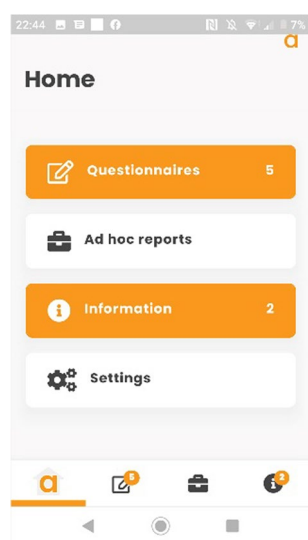 22:44 7%
a
Home
Questionnaires 5
Ad hoc reports
Information 2
Settings
a 5 2